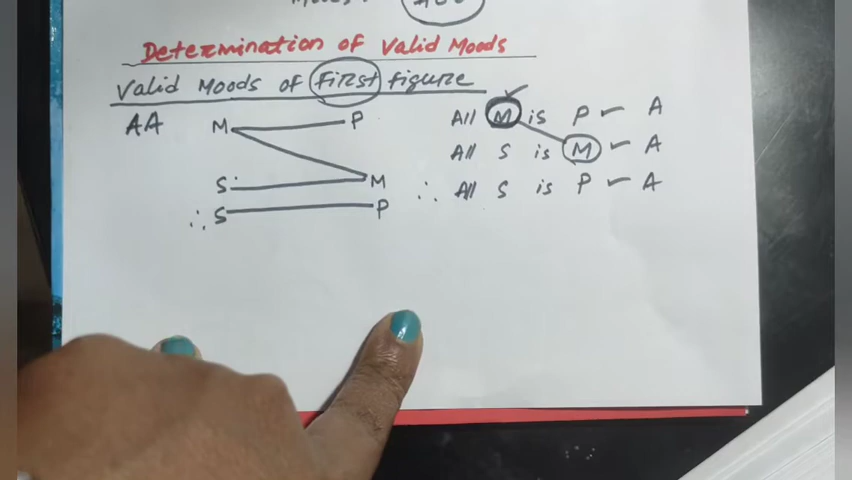 Determination of Valid Moods
Valid Moods of First figure
AA M P All M is P A
S M All S is M A
∴ S P ∴ All S is P A